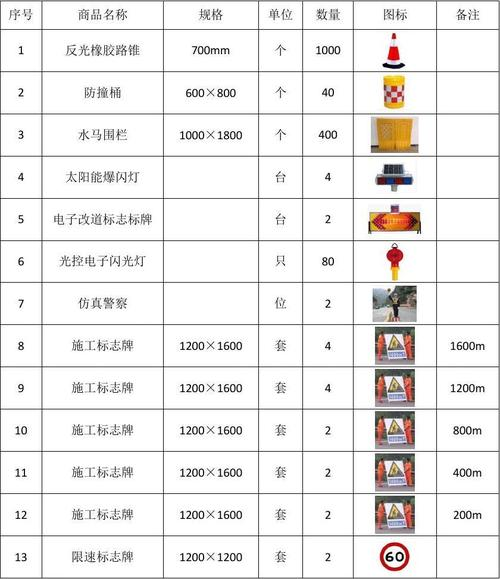 序号 商品名称 规格 单位 数量 图标 备注
1 反光橡胶路锥 700mm 个 1000
2 防撞桶 600×800 个 40
3 水马围栏 1000×1800 个 400
4 太阳能爆闪灯 台 4
5 电子改道标志标牌 台 2
6 光控电子闪光灯 只 80
7 仿真警察 位 2
8 施工标志牌 1200×1600 套 4 1600m
9 施工标志牌 1200×1600 套 4 1200m
10 施工标志牌 1200×1600 套 2 800m
11 施工标志牌 1200×1600 套 2 400m
12 施工标志牌 1200×1600 套 2 200m
13 限速标志牌 1200×1200 套 2 60